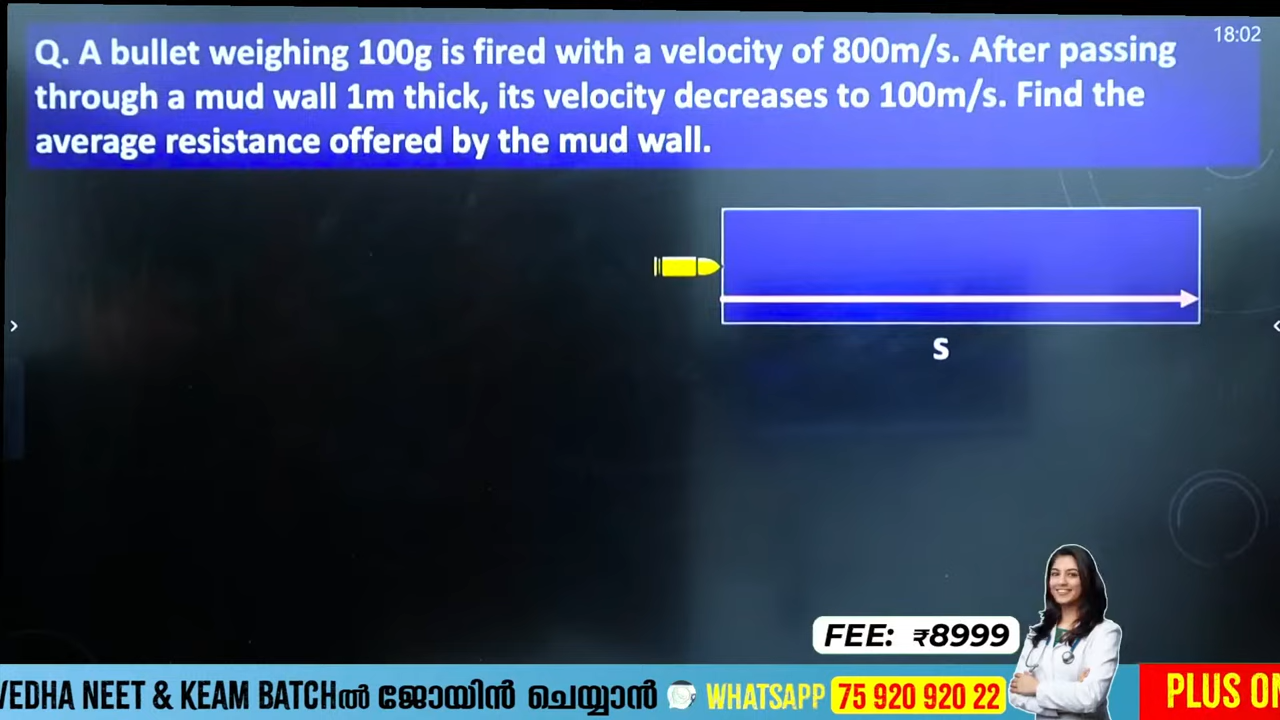 18:02
Q. A bullet weighing 100g is fired with a velocity of 800m/s. After passing
through a mud wall 1m thick, its velocity decreases to 100m/s. Find the
average resistance offered by the mud wall.
S
FEE: ₹8999
VEDHA NEET & KEAM BATCHൽ ജോയിൻ ചെയ്യാൻ WHATSAPP 75 920 920 22 PLUS ON